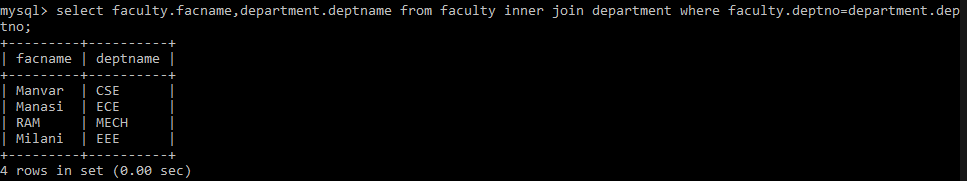 mysql> select faculty.facname,department.deptname from faculty inner join department where faculty.deptno=department.dep
tno;
+---------+----------+
| facname | deptname |
+---------+----------+
| Manvar  | CSE      |
| Manasi  | ECE      |
| RAM     | MECH     |
| Milani  | EEE      |
+---------+----------+
4 rows in set (0.00 sec)